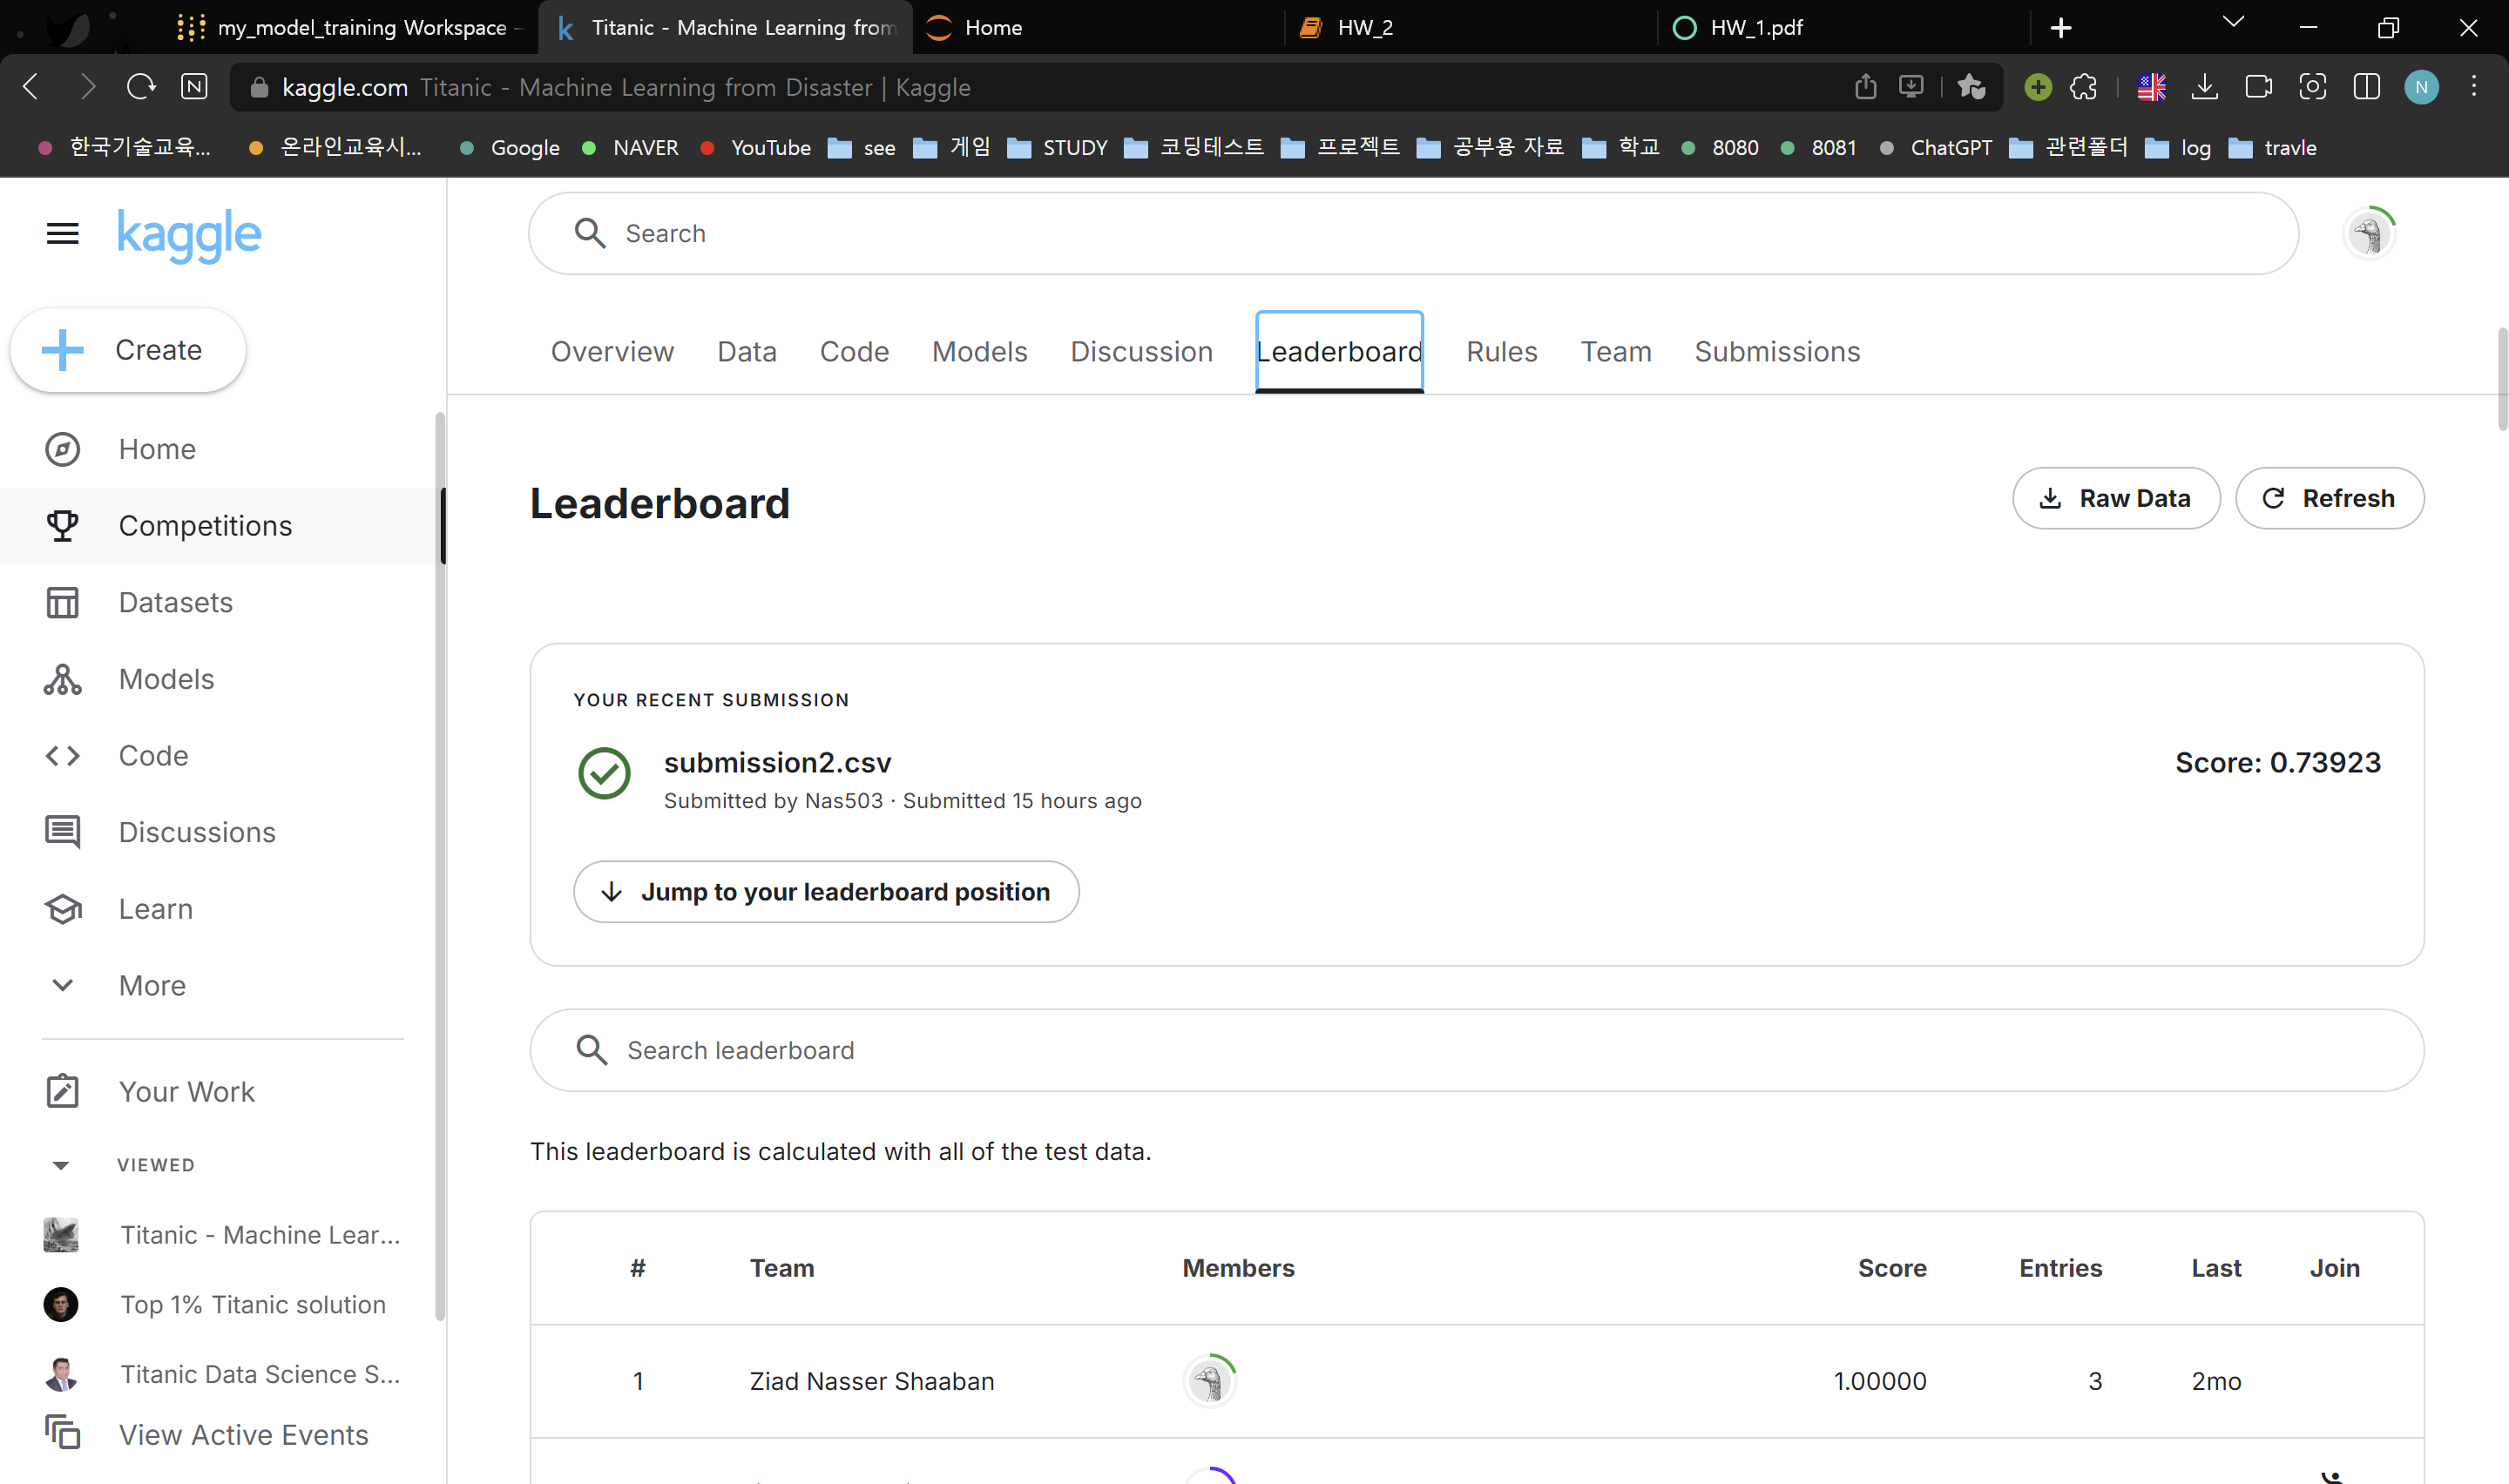 my_model_training Workspace –
Titanic - Machine Learning from
Home
HW_2
HW_1.pdf
N
kaggle.com Titanic - Machine Learning from Disaster | Kaggle
N
한국기술교육...
온라인교육시...
Google
NAVER
YouTube
see
게임
STUDY
코딩테스트
프로젝트
공부용 자료
학교
8080
8081
ChatGPT
관련폴더
log
travle
kaggle
Search
Create
Overview
Data
Code
Models
Discussion
Leaderboard
Rules
Team
Submissions
Home
Competitions
Datasets
Models
Code
Discussions
Learn
More
Your Work
VIEWED
Titanic - Machine Lear...
Top 1% Titanic solution
Titanic Data Science S...
View Active Events
Leaderboard
Raw Data
Refresh
YOUR RECENT SUBMISSION
submission2.csv
Score: 0.73923
Submitted by Nas503 · Submitted 15 hours ago
Jump to your leaderboard position
Search leaderboard
This leaderboard is calculated with all of the test data.
# Team Members Score Entries Last Join
1 Ziad Nasser Shaaban 1.00000 3 2mo